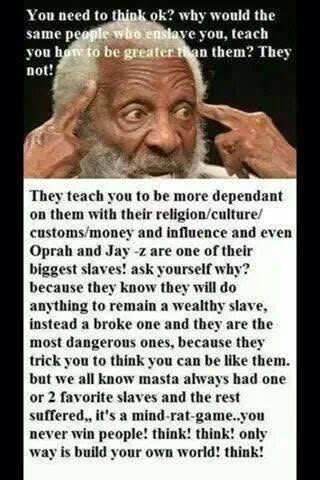 You need to think ok? why would the
same people who enslave you, teach
you how to be greater than them? They
not!
They teach you to be more dependant
on them with their religion/culture/
customs/money and influence and even
Oprah and Jay -z are one of their
biggest slaves! ask yourself why?
because they know they will do
anything to remain a wealthy slave,
instead a broke one and they are the
most dangerous ones, because they
trick you to think you can be like them.
but we all know masta always had one
or 2 favorite slaves and the rest
suffered,, it's a mind-rat-game..you
never win people! think! think! only
way is build your own world! think!